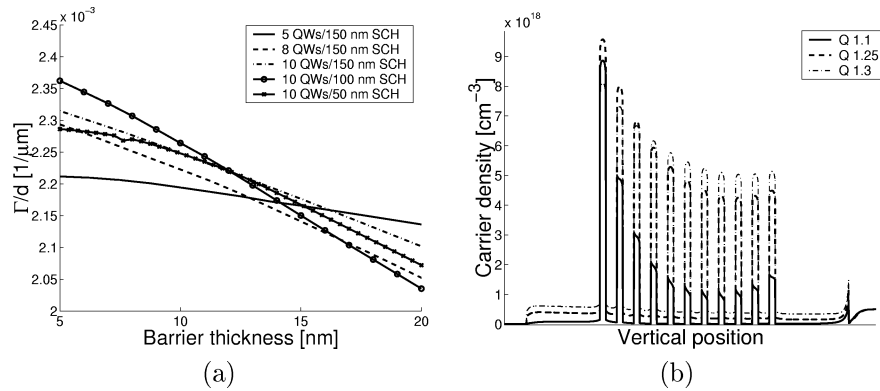 x 10⁻³
2.45
2.4
2.35
2.3
2.25
2.2
2.15
2.1
2.05
2
Γ/d [1/μm]
5 QWs/150 nm SCH
8 QWs/150 nm SCH
10 QWs/150 nm SCH
10 QWs/100 nm SCH
10 QWs/50 nm SCH
5 10 15 20
Barrier thickness [nm]
(a)
x 10¹⁸
9
8
7
6
5
4
3
2
1
0
Carrier density [cm⁻³]
Q 1.1
Q 1.25
Q 1.3
Vertical position
(b)